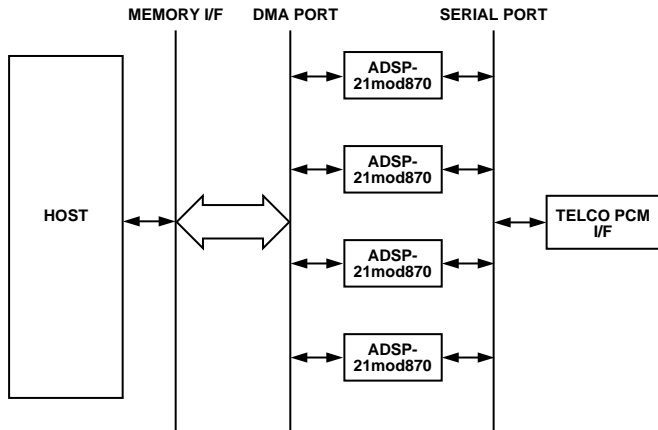 MEMORY I/F
DMA PORT
SERIAL PORT
ADSP-
21mod870
ADSP-
21mod870
HOST
TELCO PCM
I/F
ADSP-
21mod870
ADSP-
21mod870